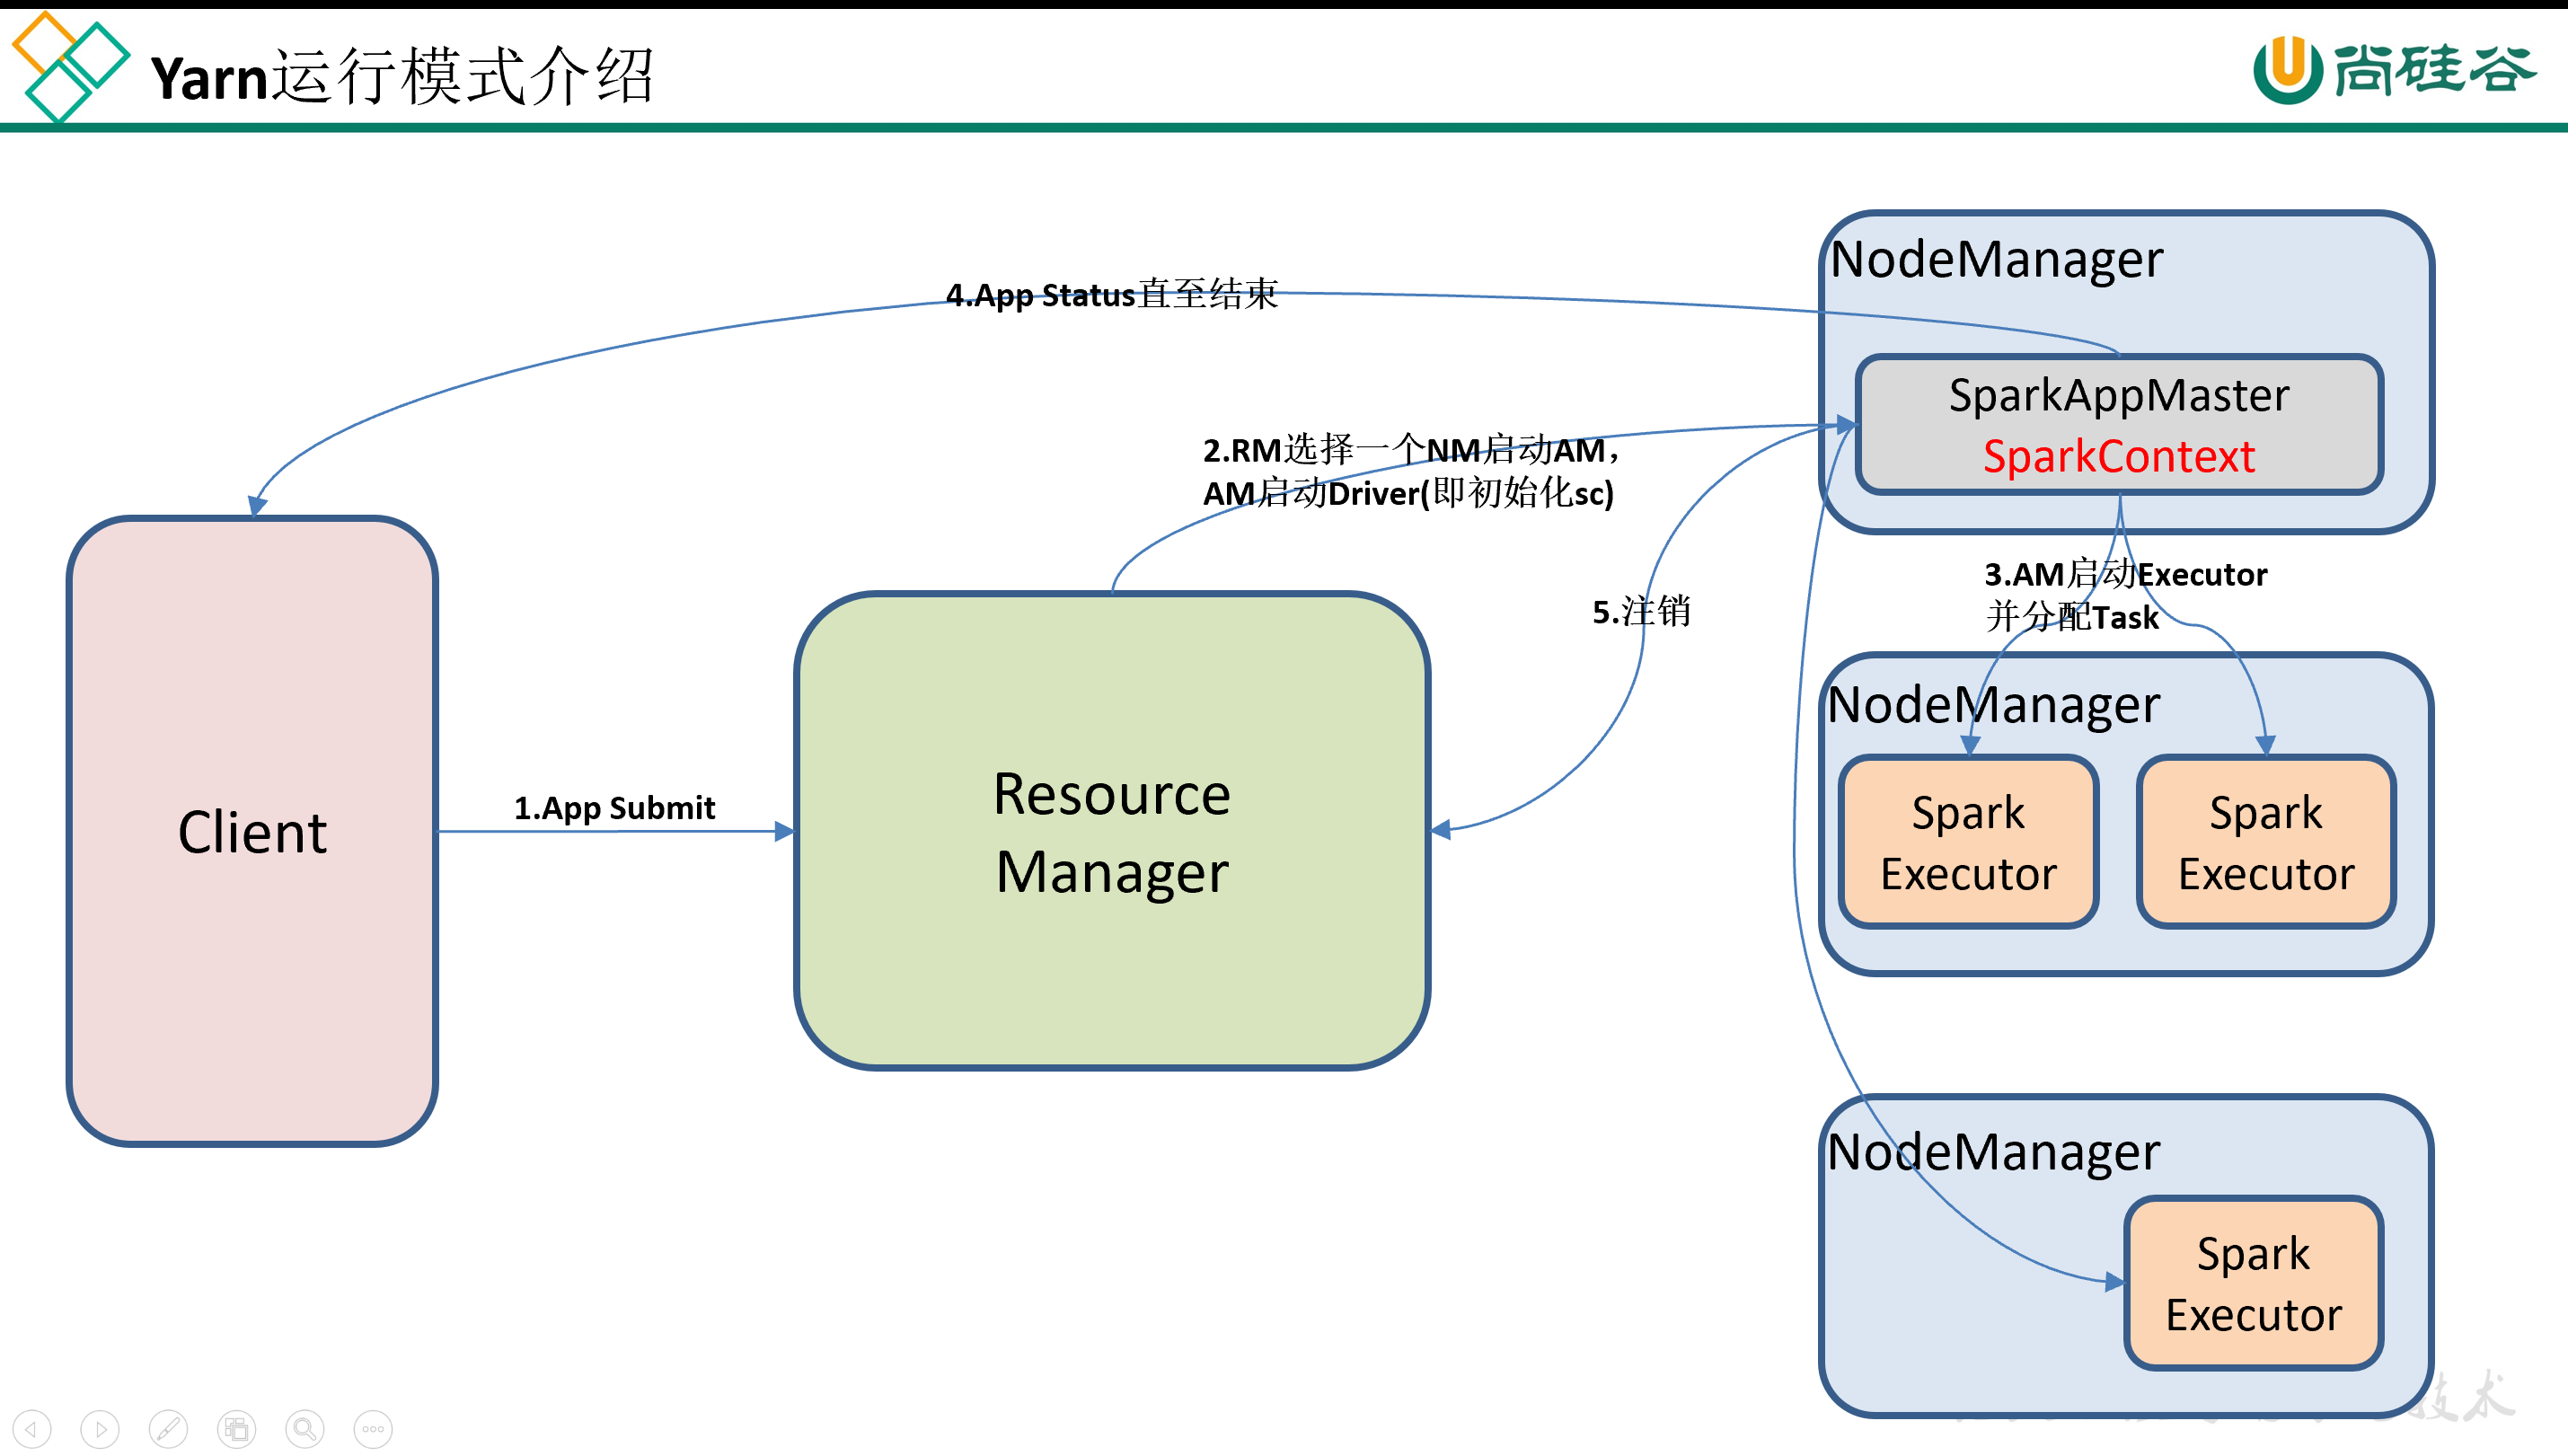 Yarn运行模式介绍
尚硅谷
NodeManager
4.App Status直至结束
SparkAppMaster
SparkContext
2.RM选择一个NM启动AM，
AM启动Driver(即初始化sc)
3.AM启动Executor
并分配Task
5.注销
NodeManager
Client
1.App Submit
Resource
Manager
Spark
Executor
Spark
Executor
NodeManager
Spark
Executor
技术